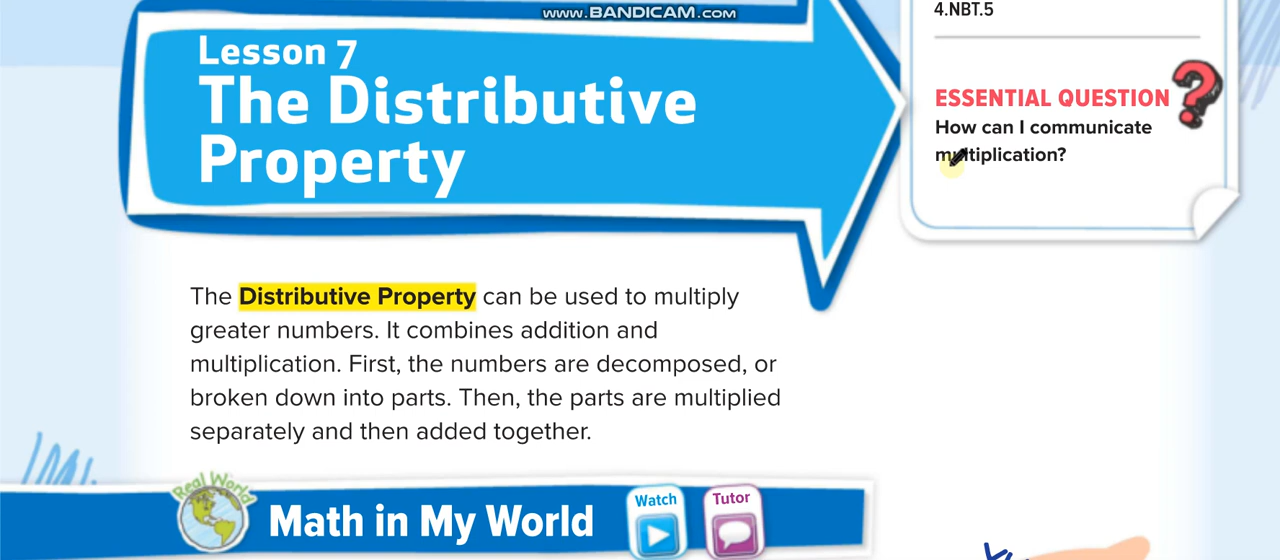 www.BANDICAM.com
4.NBT.5
Lesson 7
The Distributive
Property
ESSENTIAL QUESTION
How can I communicate
multiplication?
The Distributive Property can be used to multiply
greater numbers. It combines addition and
multiplication. First, the numbers are decomposed, or
broken down into parts. Then, the parts are multiplied
separately and then added together.
Real World
Math in My World
Watch
Tutor